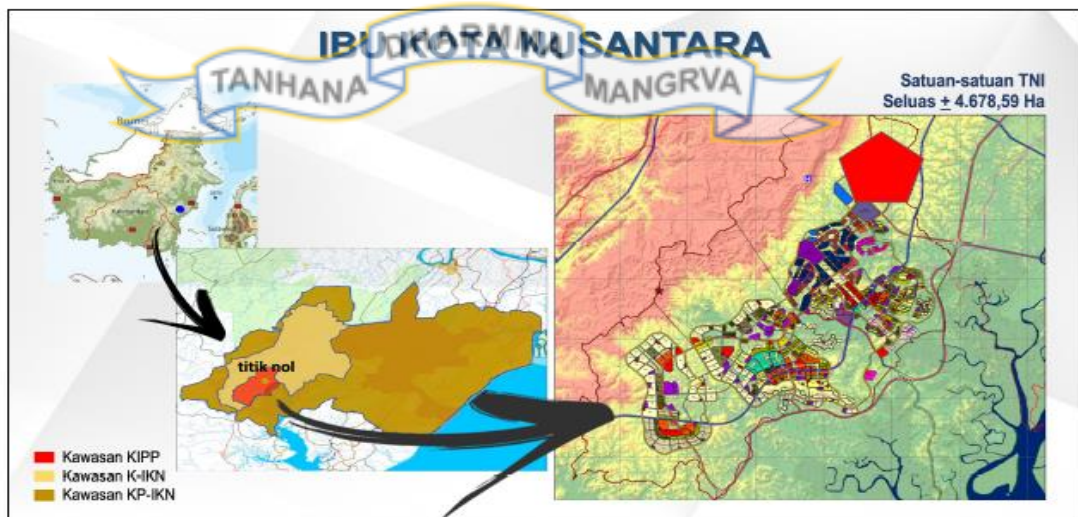 IBU KOTA NUSANTARA
TANHANA
DHARMMA
MANGRVA
Satuan-satuan TNI
Seluas ± 4.678,59 Ha
titik nol
Kawasan KIPP
Kawasan K-IKN
Kawasan KP-IKN